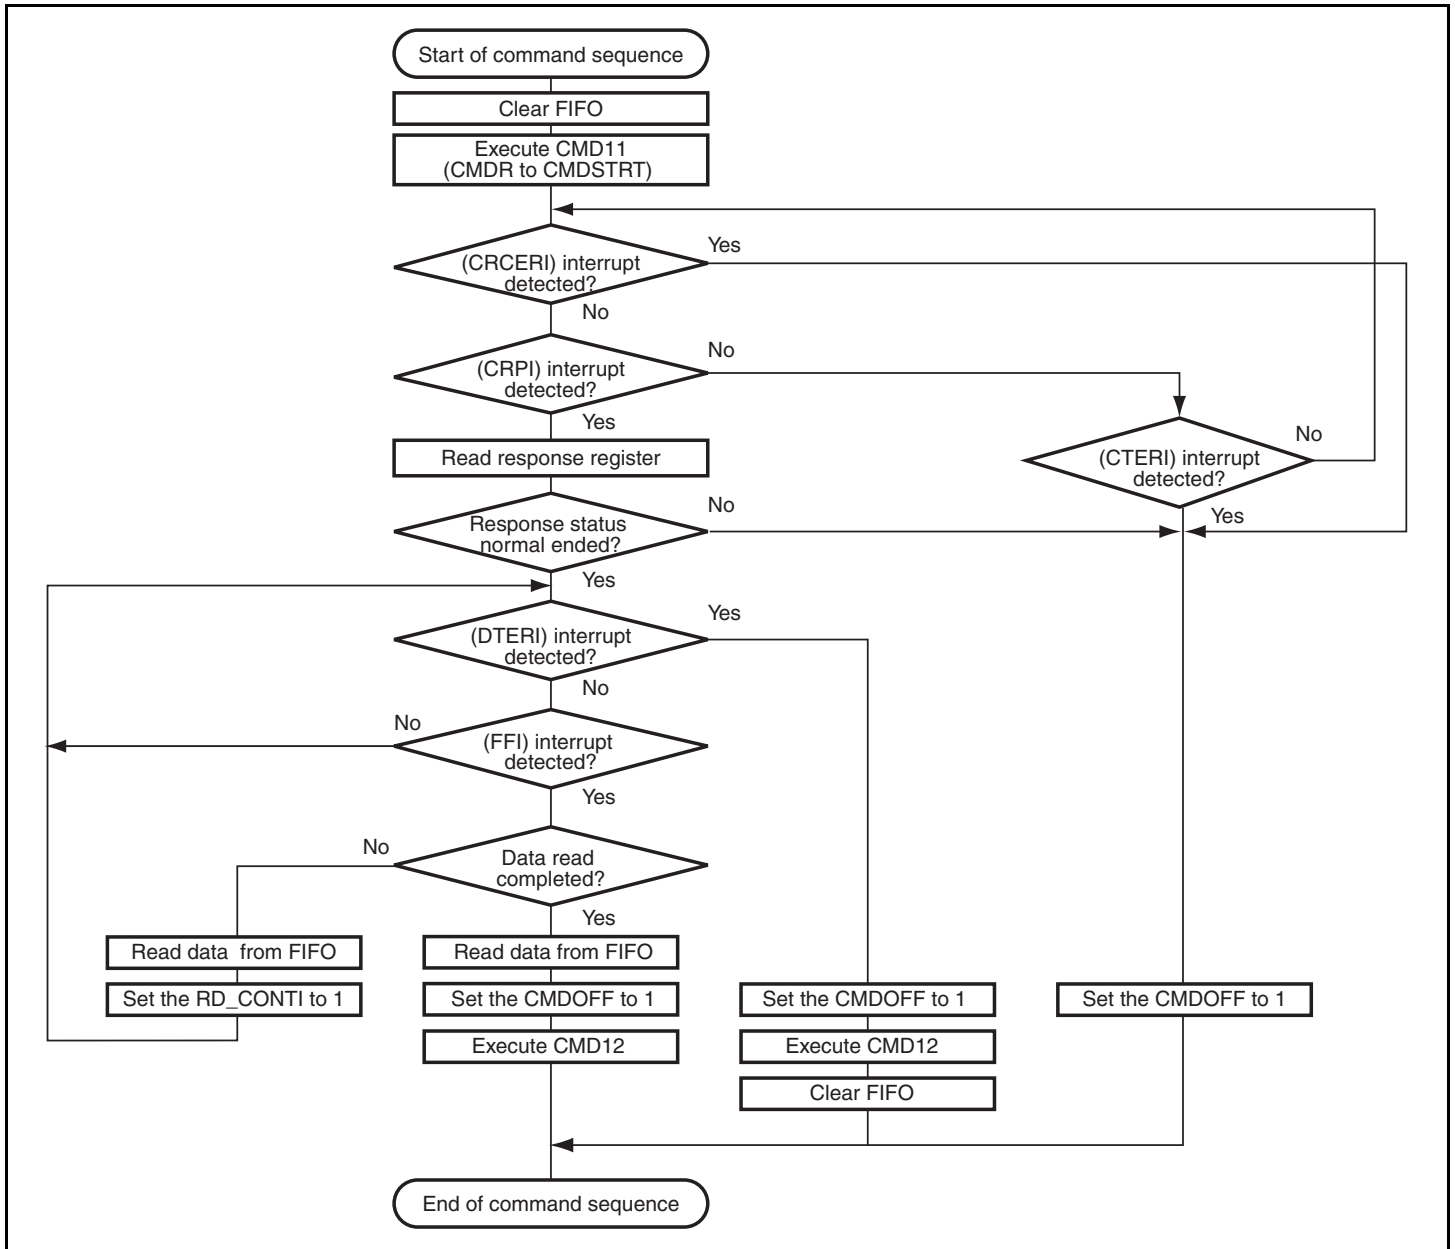 Start of command sequence
Clear FIFO
Execute CMD11
(CMDR to CMDSTRT)
Yes
(CRCERI) interrupt
detected?
No
No
(CRPI) interrupt
detected?
Yes
No
(CTERI) interrupt
detected?
Read response register
No
Yes
Response status
normal ended?
Yes
Yes
(DTERI) interrupt
detected?
No
No
(FFI) interrupt
detected?
Yes
No
Data read
completed?
Yes
Read data from FIFO
Read data from FIFO
Set the RD_CONTI to 1
Set the CMDOFF to 1
Set the CMDOFF to 1
Set the CMDOFF to 1
Execute CMD12
Execute CMD12
Clear FIFO
End of command sequence